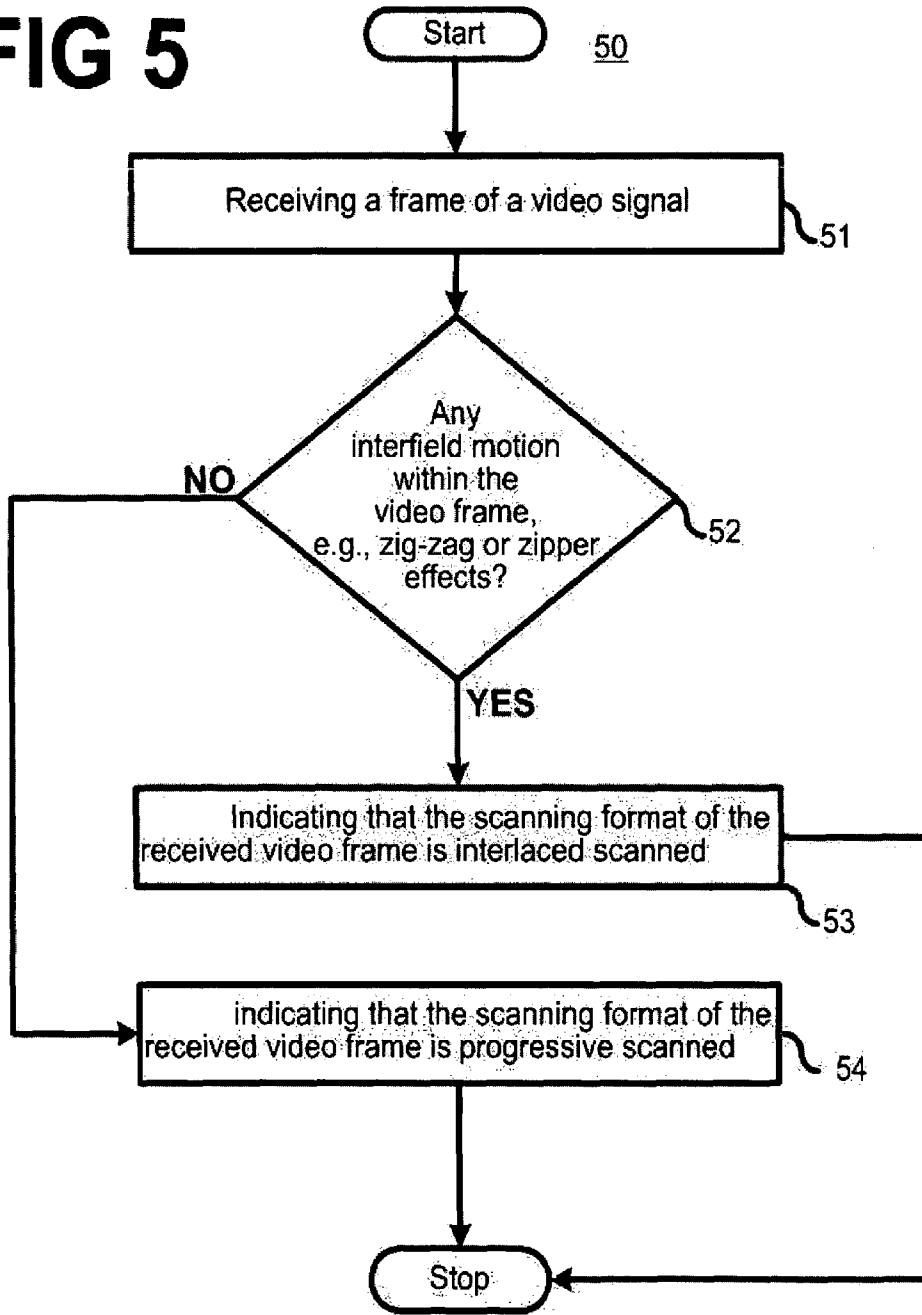 FIG 5
Start
50
Receiving a frame of a video signal
51
Any
interfield motion
within the
video frame,
e.g., zig-zag or zipper
effects?
NO
52
YES
Indicating that the scanning format of the
received video frame is interlaced scanned
53
indicating that the scanning format of the
received video frame is progressive scanned
54
Stop